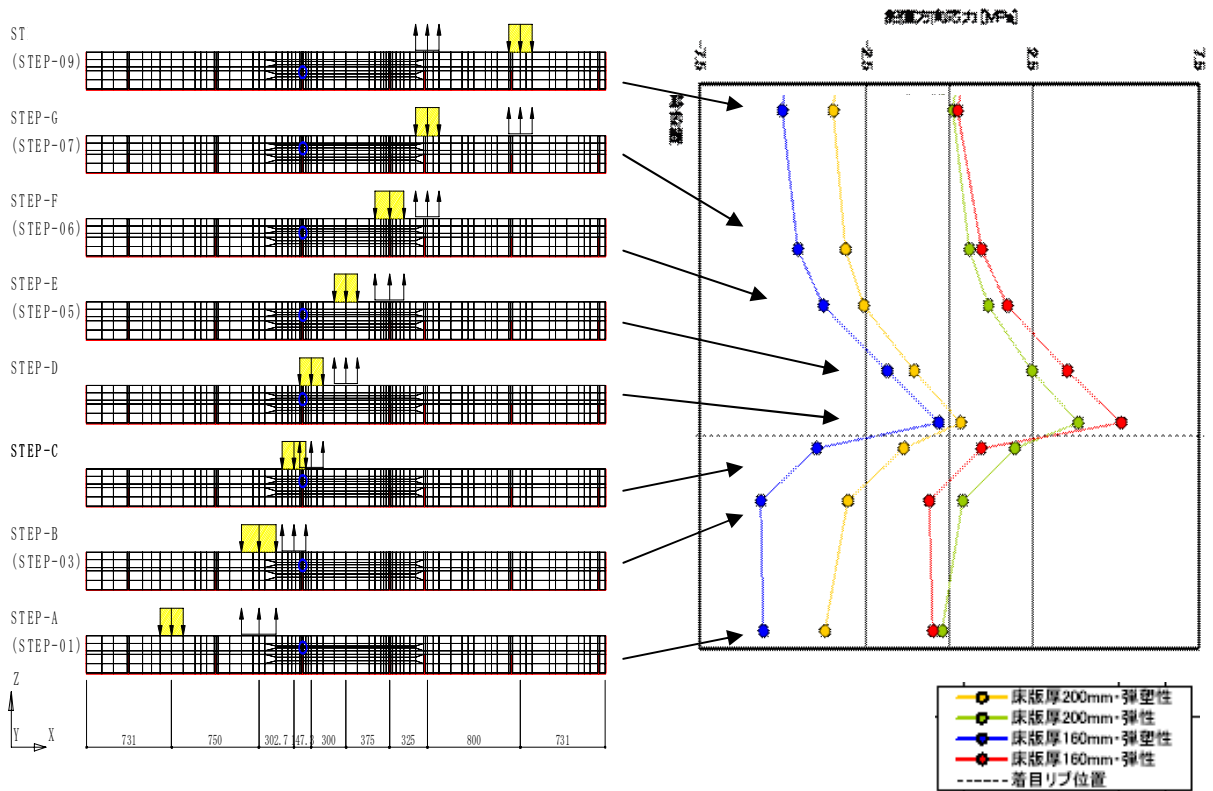 ST
(STEP-09)
STEP-G
(STEP-07)
STEP-F
(STEP-06)
STEP-E
(STEP-05)
STEP-D
STEP-C
STEP-B
(STEP-03)
STEP-A
(STEP-01)
Z
Y X
731 750 302.7 147.3 300 375 325 800 731
[MPa]
-7.5 -2.5 2.5 7.5
床版厚200mm・弾塑性
床版厚200mm・弾性
床版厚160mm・弾塑性
床版厚160mm・弾性
着目リブ位置